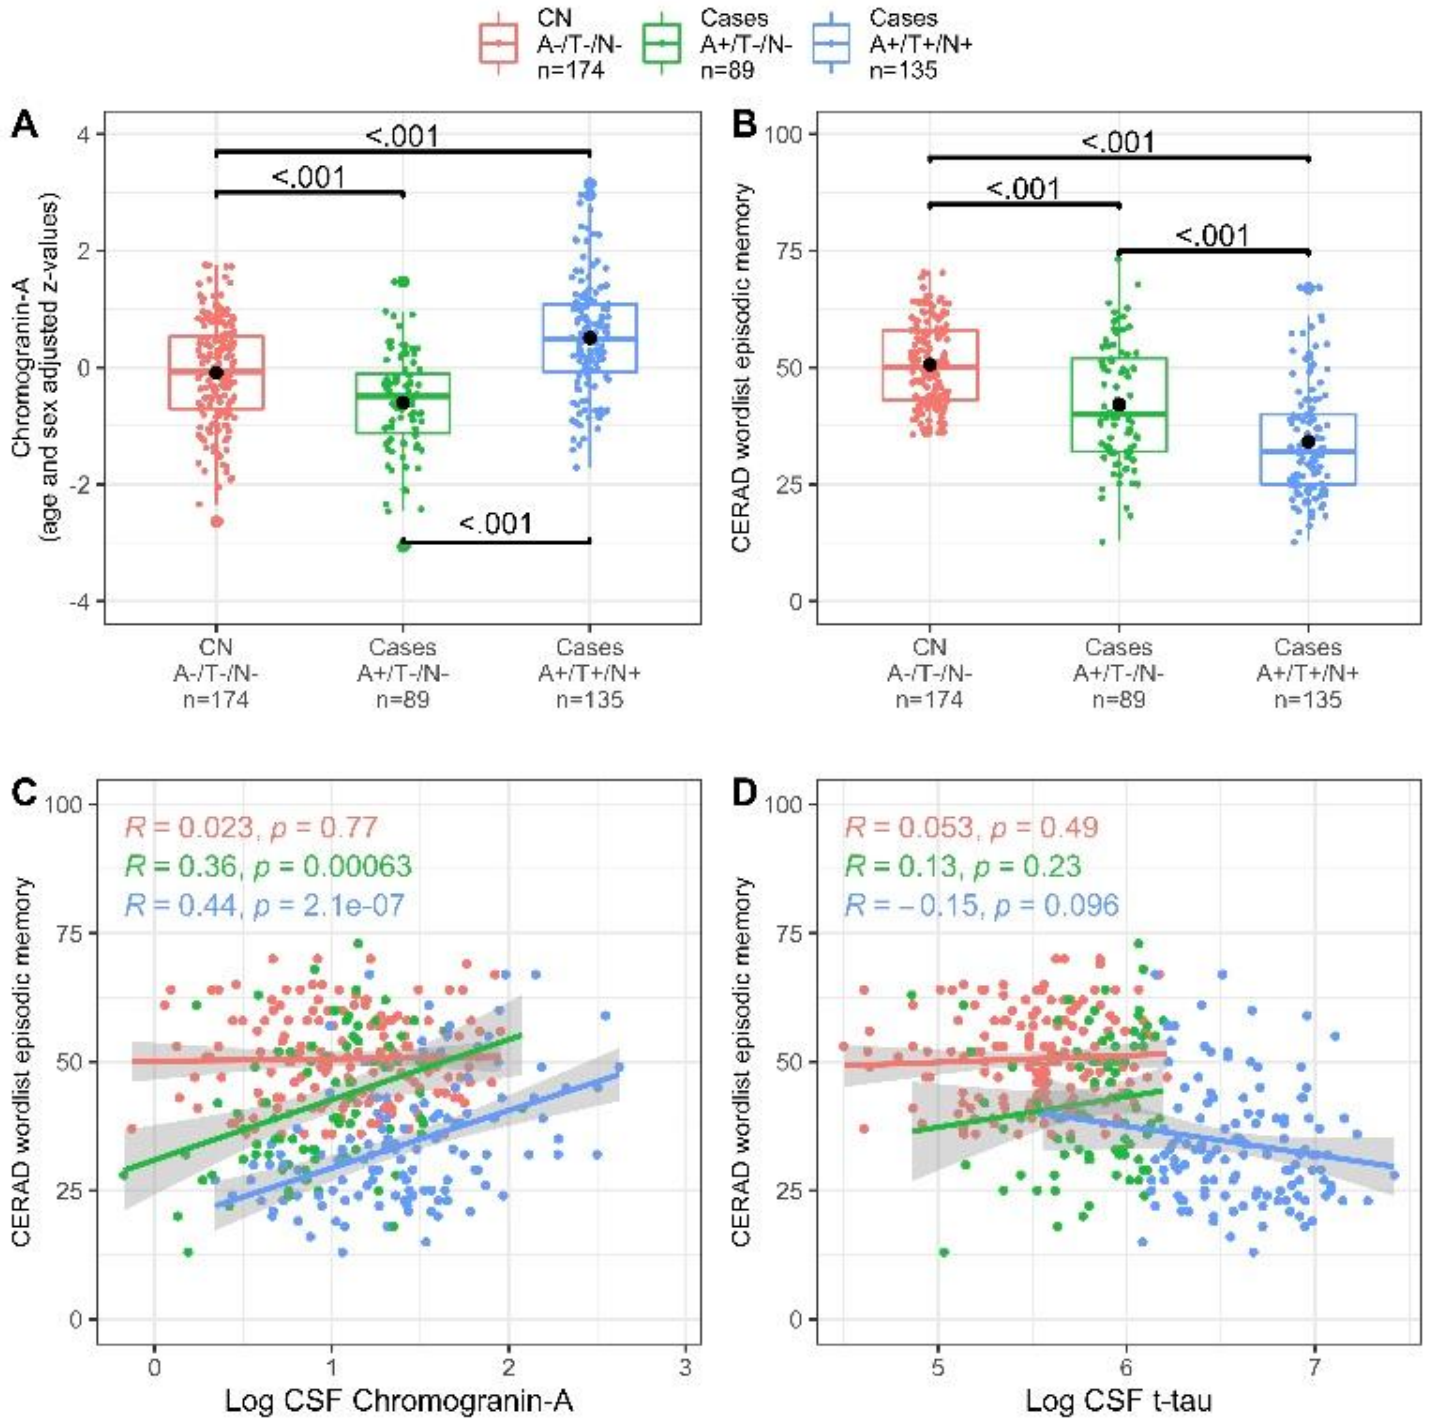 CN
A-/T-/N-
n=174
Cases
A+/T-/N-
n=89
Cases
A+/T+/N+
n=135
A
Chromogranin-A
(age and sex adjusted z-values)
4
2
0
-2
-4
<.001
<.001
<.001
CN
A-/T-/N-
n=174
Cases
A+/T-/N-
n=89
Cases
A+/T+/N+
n=135
B
CERAD wordlist episodic memory
100
75
50
25
0
<.001
<.001
<.001
CN
A-/T-/N-
n=174
Cases
A+/T-/N-
n=89
Cases
A+/T+/N+
n=135
C
CERAD wordlist episodic memory
100
75
50
25
0
R = 0.023, p = 0.77
R = 0.36, p = 0.00063
R = 0.44, p = 2.1e-07
0 1 2 3
Log CSF Chromogranin-A
D
CERAD wordlist episodic memory
100
75
50
25
0
R = 0.053, p = 0.49
R = 0.13, p = 0.23
R = −0.15, p = 0.096
5 6 7
Log CSF t-tau